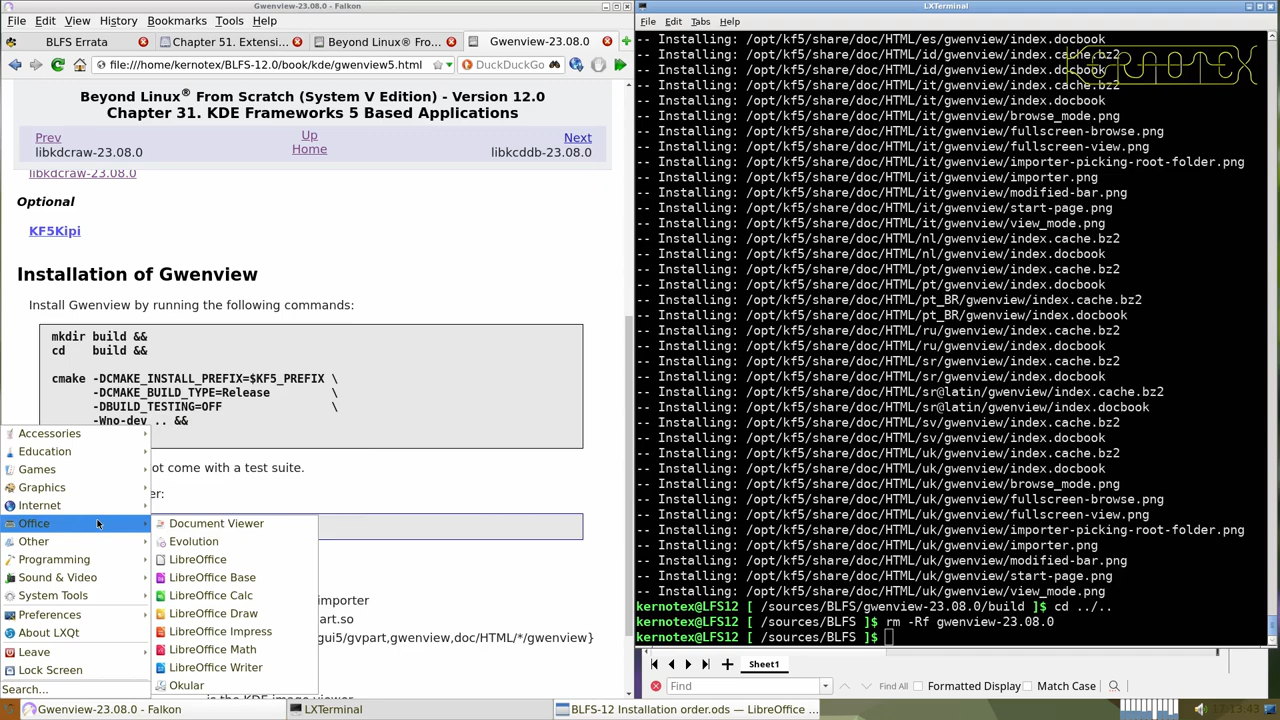 Gwenview-23.08.0 - Falkon
File Edit View History Bookmarks Tools Help
BLFS Errata
Chapter 51. Extensi...
Beyond Linux® Fro...
Gwenview-23.08.0
file:///home/kernotex/BLFS-12.0/book/kde/gwenview5.html
DuckDuckGo
Beyond Linux® From Scratch (System V Edition) - Version 12.0
Chapter 31. KDE Frameworks 5 Based Applications
Prev
Up
Next
libkdcraw-23.08.0
Home
libkcddb-23.08.0
libkdcraw-23.08.0
Optional
KF5Kipi
Installation of Gwenview
Install Gwenview by running the following commands:
mkdir build &&
cd    build &&
cmake -DCMAKE_INSTALL_PREFIX=$KF5_PREFIX \
-DCMAKE_BUILD_TYPE=Release         \
-DBUILD_TESTING=OFF                \
-Wno-dev .. &&
ot come with a test suite.
er:
importer
art.so
gui5/gvpart,gwenview,doc/HTML/*/gwenview}
is the KDE image viewer
Accessories
Education
Games
Graphics
Internet
Office
Other
Programming
Sound & Video
System Tools
Preferences
About LXQt
Leave
Lock Screen
Search...
Document Viewer
Evolution
LibreOffice
LibreOffice Base
LibreOffice Calc
LibreOffice Draw
LibreOffice Impress
LibreOffice Math
LibreOffice Writer
Okular
LXTerminal
File Edit Tabs Help
KERNOTEX
-- Installing: /opt/kf5/share/doc/HTML/es/gwenview/index.docbook
-- Installing: /opt/kf5/share/doc/HTML/id/gwenview/index.cache.bz2
-- Installing: /opt/kf5/share/doc/HTML/id/gwenview/index.docbook
-- Installing: /opt/kf5/share/doc/HTML/it/gwenview/index.cache.bz2
-- Installing: /opt/kf5/share/doc/HTML/it/gwenview/index.docbook
-- Installing: /opt/kf5/share/doc/HTML/it/gwenview/browse_mode.png
-- Installing: /opt/kf5/share/doc/HTML/it/gwenview/fullscreen-browse.png
-- Installing: /opt/kf5/share/doc/HTML/it/gwenview/fullscreen-view.png
-- Installing: /opt/kf5/share/doc/HTML/it/gwenview/importer-picking-root-folder.png
-- Installing: /opt/kf5/share/doc/HTML/it/gwenview/importer.png
-- Installing: /opt/kf5/share/doc/HTML/it/gwenview/modified-bar.png
-- Installing: /opt/kf5/share/doc/HTML/it/gwenview/start-page.png
-- Installing: /opt/kf5/share/doc/HTML/it/gwenview/view_mode.png
-- Installing: /opt/kf5/share/doc/HTML/nl/gwenview/index.cache.bz2
-- Installing: /opt/kf5/share/doc/HTML/nl/gwenview/index.docbook
-- Installing: /opt/kf5/share/doc/HTML/pt/gwenview/index.cache.bz2
-- Installing: /opt/kf5/share/doc/HTML/pt/gwenview/index.docbook
-- Installing: /opt/kf5/share/doc/HTML/pt_BR/gwenview/index.cache.bz2
-- Installing: /opt/kf5/share/doc/HTML/pt_BR/gwenview/index.docbook
-- Installing: /opt/kf5/share/doc/HTML/ru/gwenview/index.cache.bz2
-- Installing: /opt/kf5/share/doc/HTML/ru/gwenview/index.docbook
-- Installing: /opt/kf5/share/doc/HTML/sr/gwenview/index.cache.bz2
-- Installing: /opt/kf5/share/doc/HTML/sr/gwenview/index.docbook
-- Installing: /opt/kf5/share/doc/HTML/sr@latin/gwenview/index.cache.bz2
-- Installing: /opt/kf5/share/doc/HTML/sr@latin/gwenview/index.docbook
-- Installing: /opt/kf5/share/doc/HTML/sv/gwenview/index.cache.bz2
-- Installing: /opt/kf5/share/doc/HTML/sv/gwenview/index.docbook
-- Installing: /opt/kf5/share/doc/HTML/uk/gwenview/index.cache.bz2
-- Installing: /opt/kf5/share/doc/HTML/uk/gwenview/index.docbook
-- Installing: /opt/kf5/share/doc/HTML/uk/gwenview/browse_mode.png
-- Installing: /opt/kf5/share/doc/HTML/uk/gwenview/fullscreen-browse.png
-- Installing: /opt/kf5/share/doc/HTML/uk/gwenview/fullscreen-view.png
-- Installing: /opt/kf5/share/doc/HTML/uk/gwenview/importer-picking-root-folder.png
-- Installing: /opt/kf5/share/doc/HTML/uk/gwenview/importer.png
-- Installing: /opt/kf5/share/doc/HTML/uk/gwenview/modified-bar.png
-- Installing: /opt/kf5/share/doc/HTML/uk/gwenview/start-page.png
-- Installing: /opt/kf5/share/doc/HTML/uk/gwenview/view_mode.png
kernotex@LFS12 [ /sources/BLFS/gwenview-23.08.0/build ]$ cd ../..
kernotex@LFS12 [ /sources/BLFS ]$ rm -Rf gwenview-23.08.0
kernotex@LFS12 [ /sources/BLFS ]$
Sheet1
Find
Find All
Formatted Display
Match Case
Gwenview-23.08.0 — Falkon
LXTerminal
BLFS-12 Installation order.ods — LibreOffice ...
17:13:43